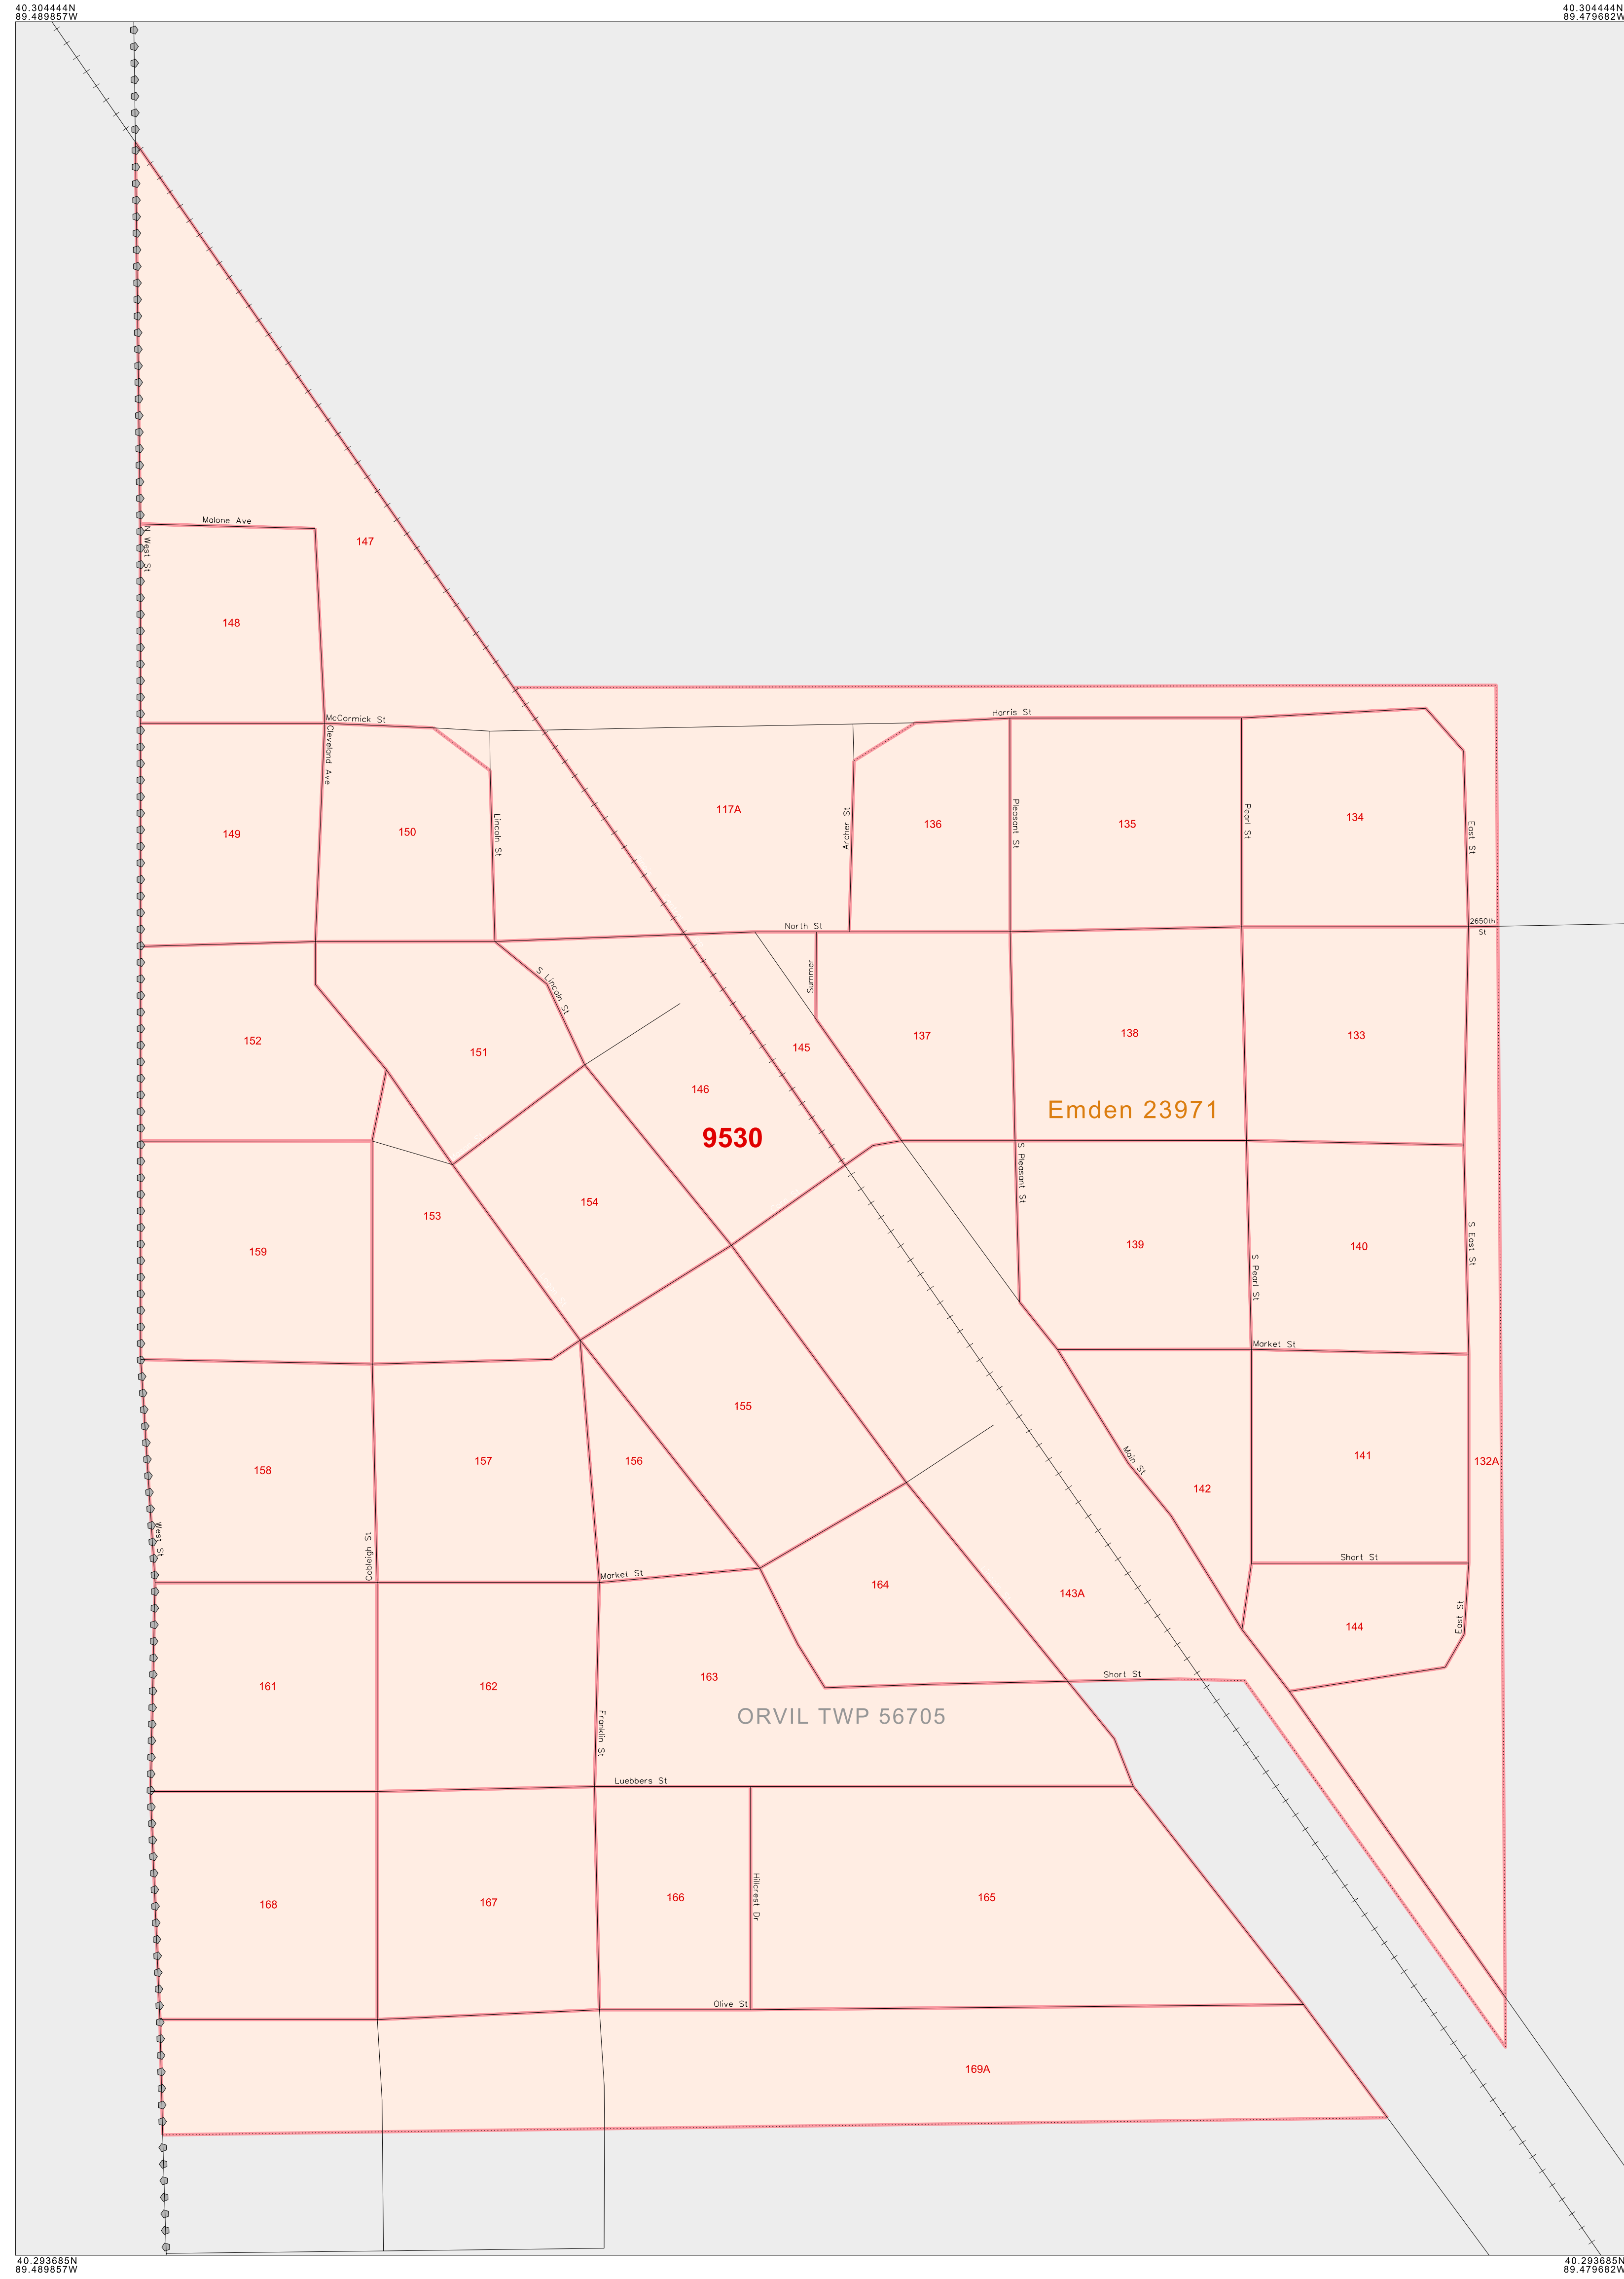 40.304444N
89.489857W
40.304444N
89.479682W
Malone Ave
N West St
147
148
McCormick St
Harris St
Cleveland Ave
Lincoln St
117A
Archer St
136
Pleasant St
135
Pearl St
134
East St
149
150
North St
2650th
St
S Lincoln St
Summer
152
151
145
137
138
133
146
Emden 23971
9530
S Pleasant St
153
154
159
139
S Pearl St
140
S East St
Market St
155
158
157
156
Main St
142
141
132A
West St
Cobleigh St
Market St
Short St
164
143A
144
East St
161
162
163
Short St
Franklin St
ORVIL TWP 56705
Luebbers St
168
167
166
Hillcrest Dr
165
Olive St
169A
40.293685N
89.489857W
40.293685N
89.479682W